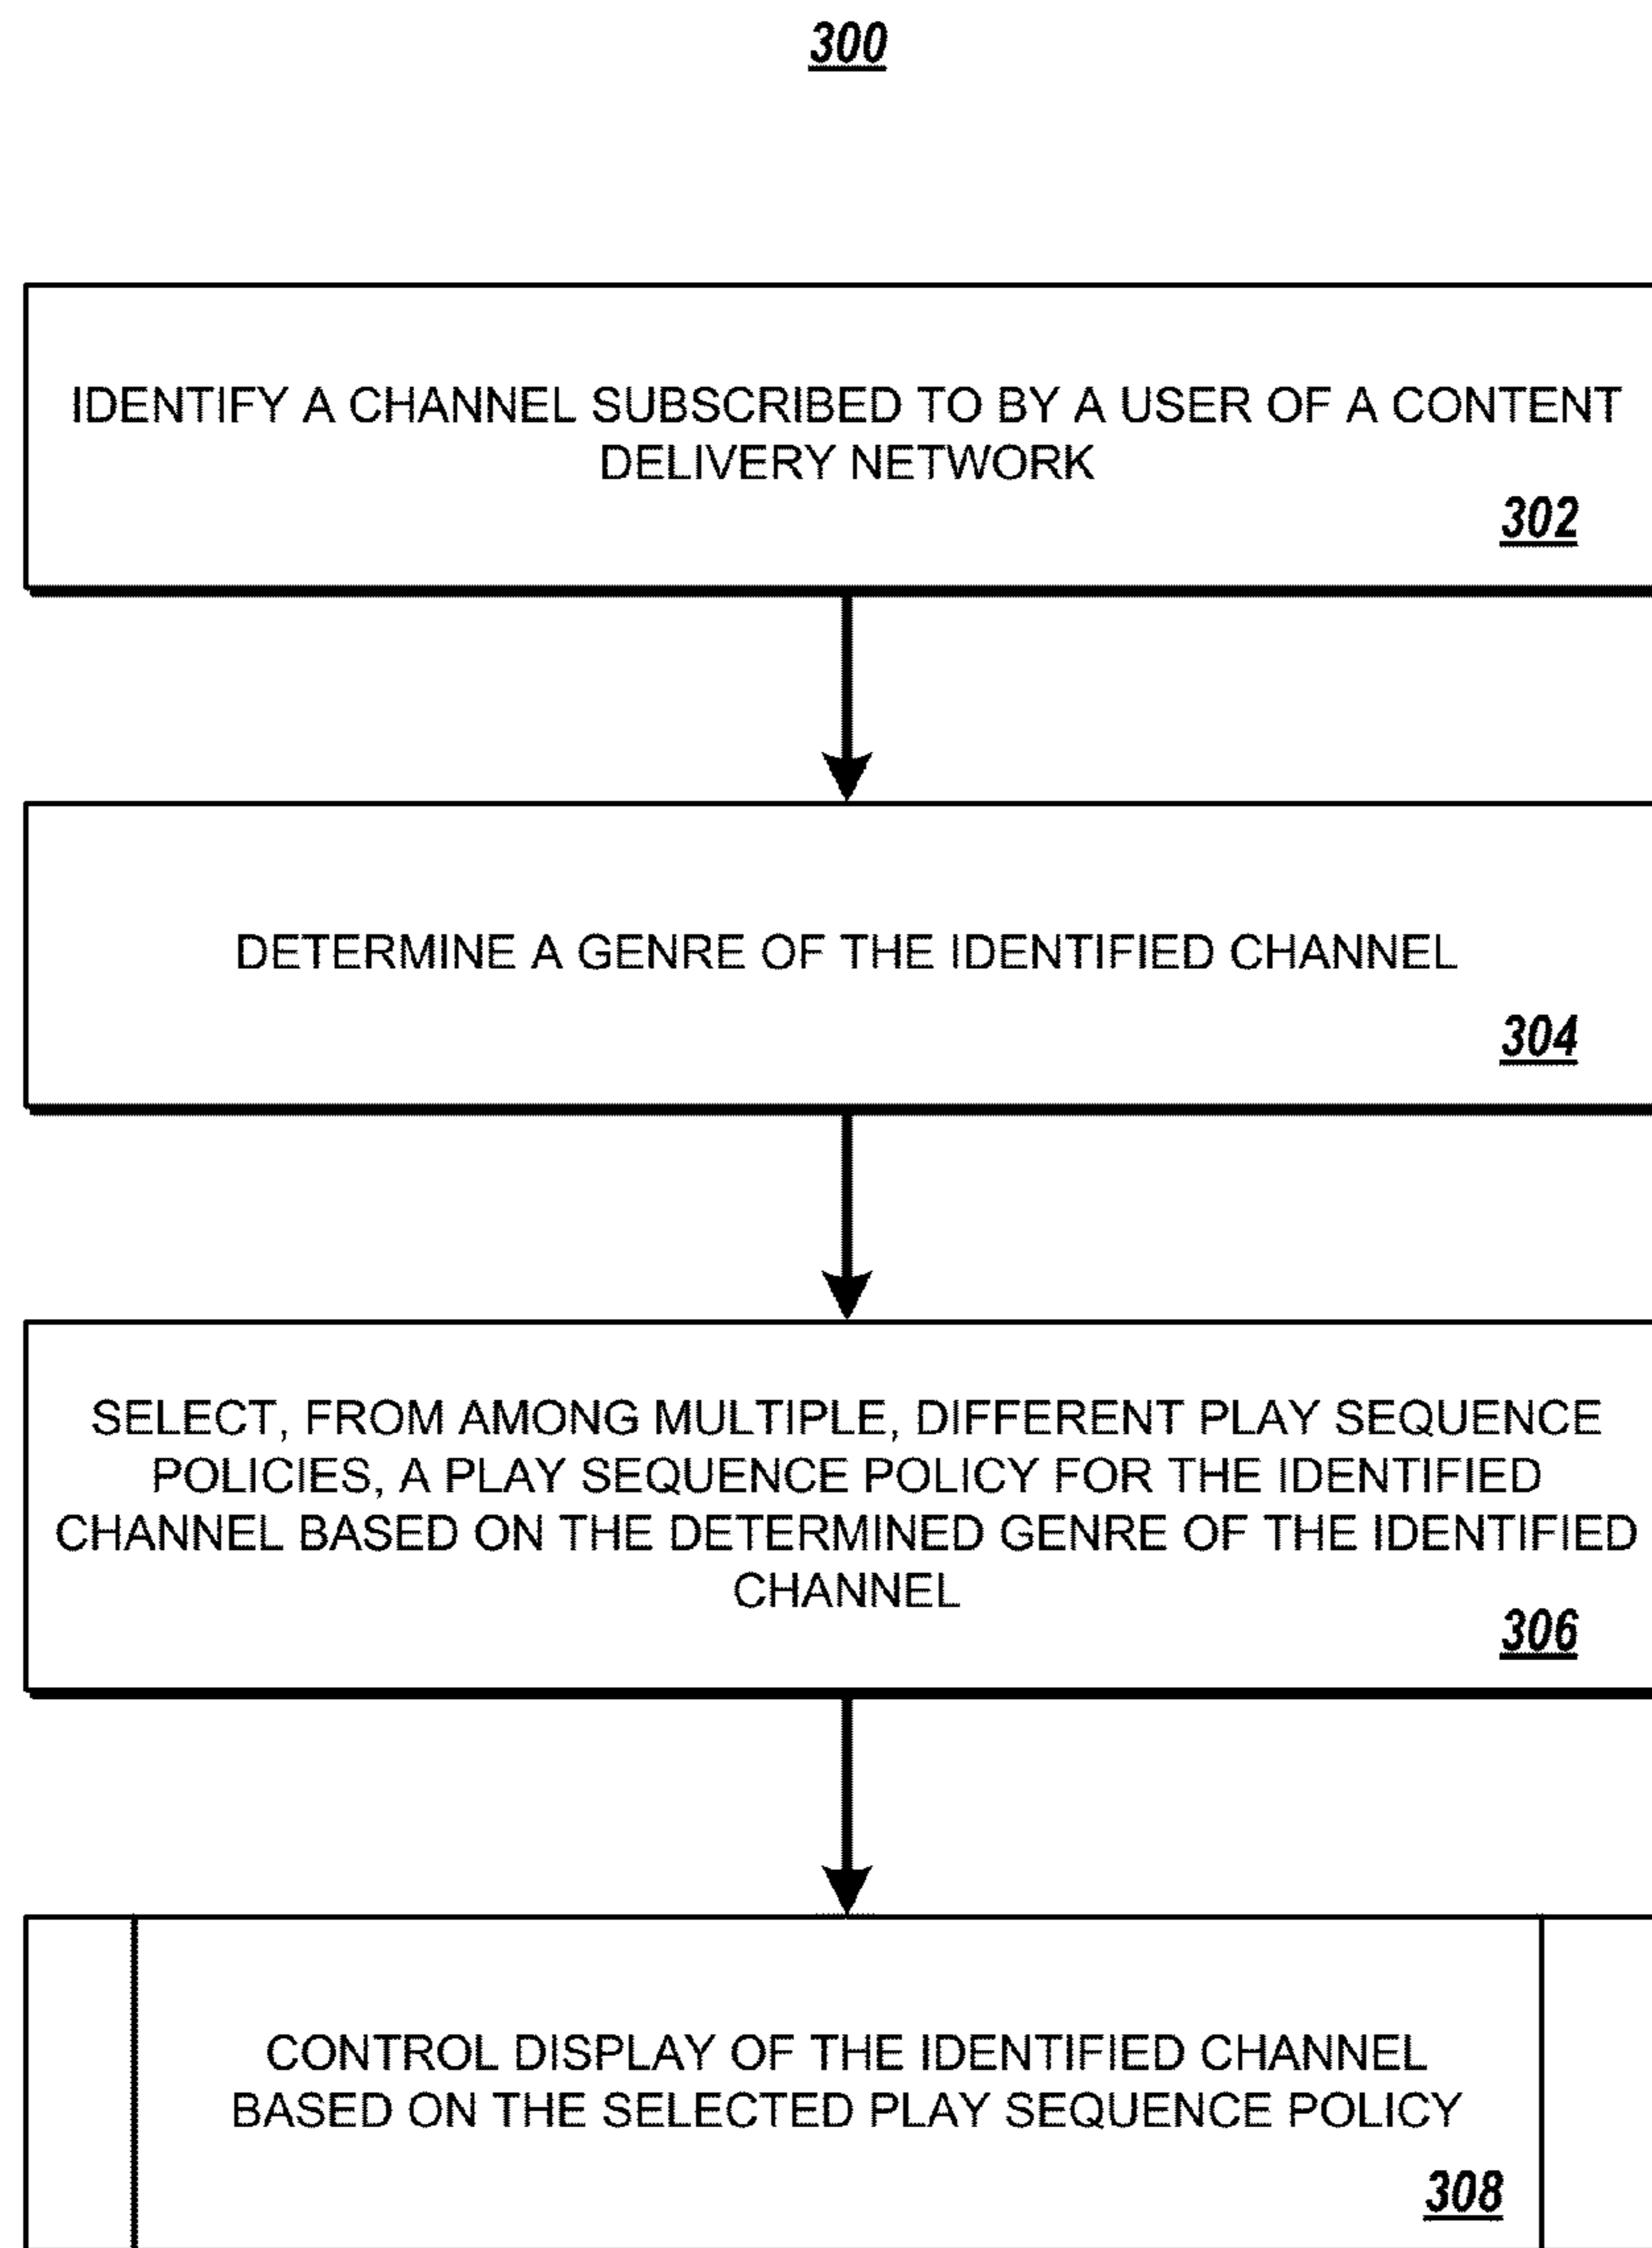 300
IDENTIFY A CHANNEL SUBSCRIBED TO BY A USER OF A CONTENT
DELIVERY NETWORK
302
DETERMINE A GENRE OF THE IDENTIFIED CHANNEL
304
SELECT, FROM AMONG MULTIPLE, DIFFERENT PLAY SEQUENCE
POLICIES, A PLAY SEQUENCE POLICY FOR THE IDENTIFIED
CHANNEL BASED ON THE DETERMINED GENRE OF THE IDENTIFIED
CHANNEL
306
CONTROL DISPLAY OF THE IDENTIFIED CHANNEL
BASED ON THE SELECTED PLAY SEQUENCE POLICY
308